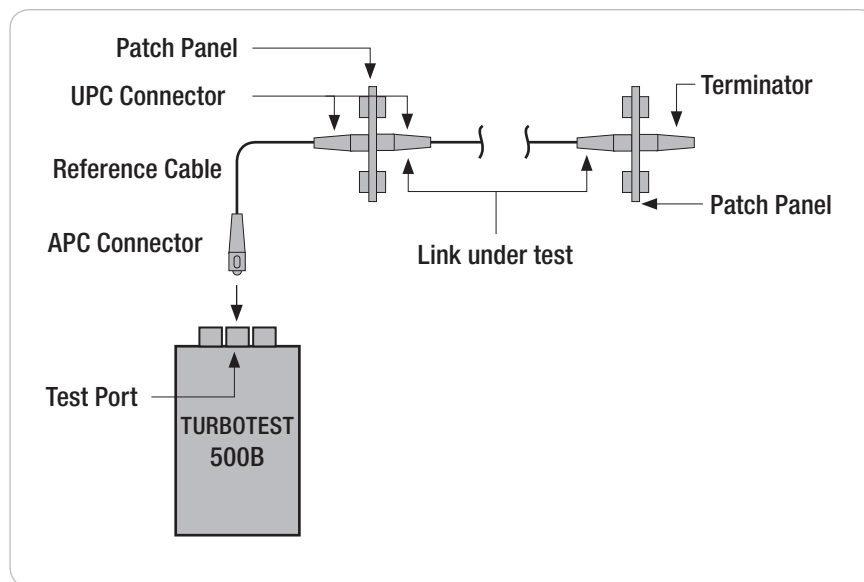 Patch Panel
UPC Connector
Terminator
Reference Cable
Patch Panel
APC Connector
Link under test
Test Port
TURBOTEST
500B